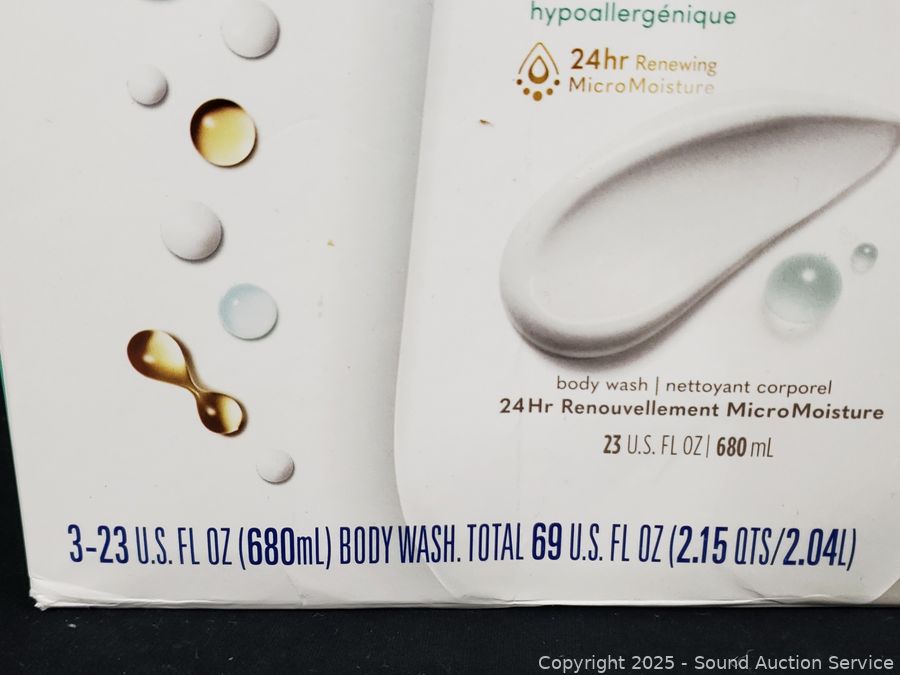 hypoallergénique
24hr Renewing
MicroMoisture
body wash | nettoyant corporel
24Hr Renouvellement MicroMoisture
23 U.S. FL OZ | 680 mL
3-23 U.S. FL OZ (680mL) BODY WASH. TOTAL 69 U.S. FL OZ (2.15 QTS/2.04L)
Copyright 2025 - Sound Auction Service